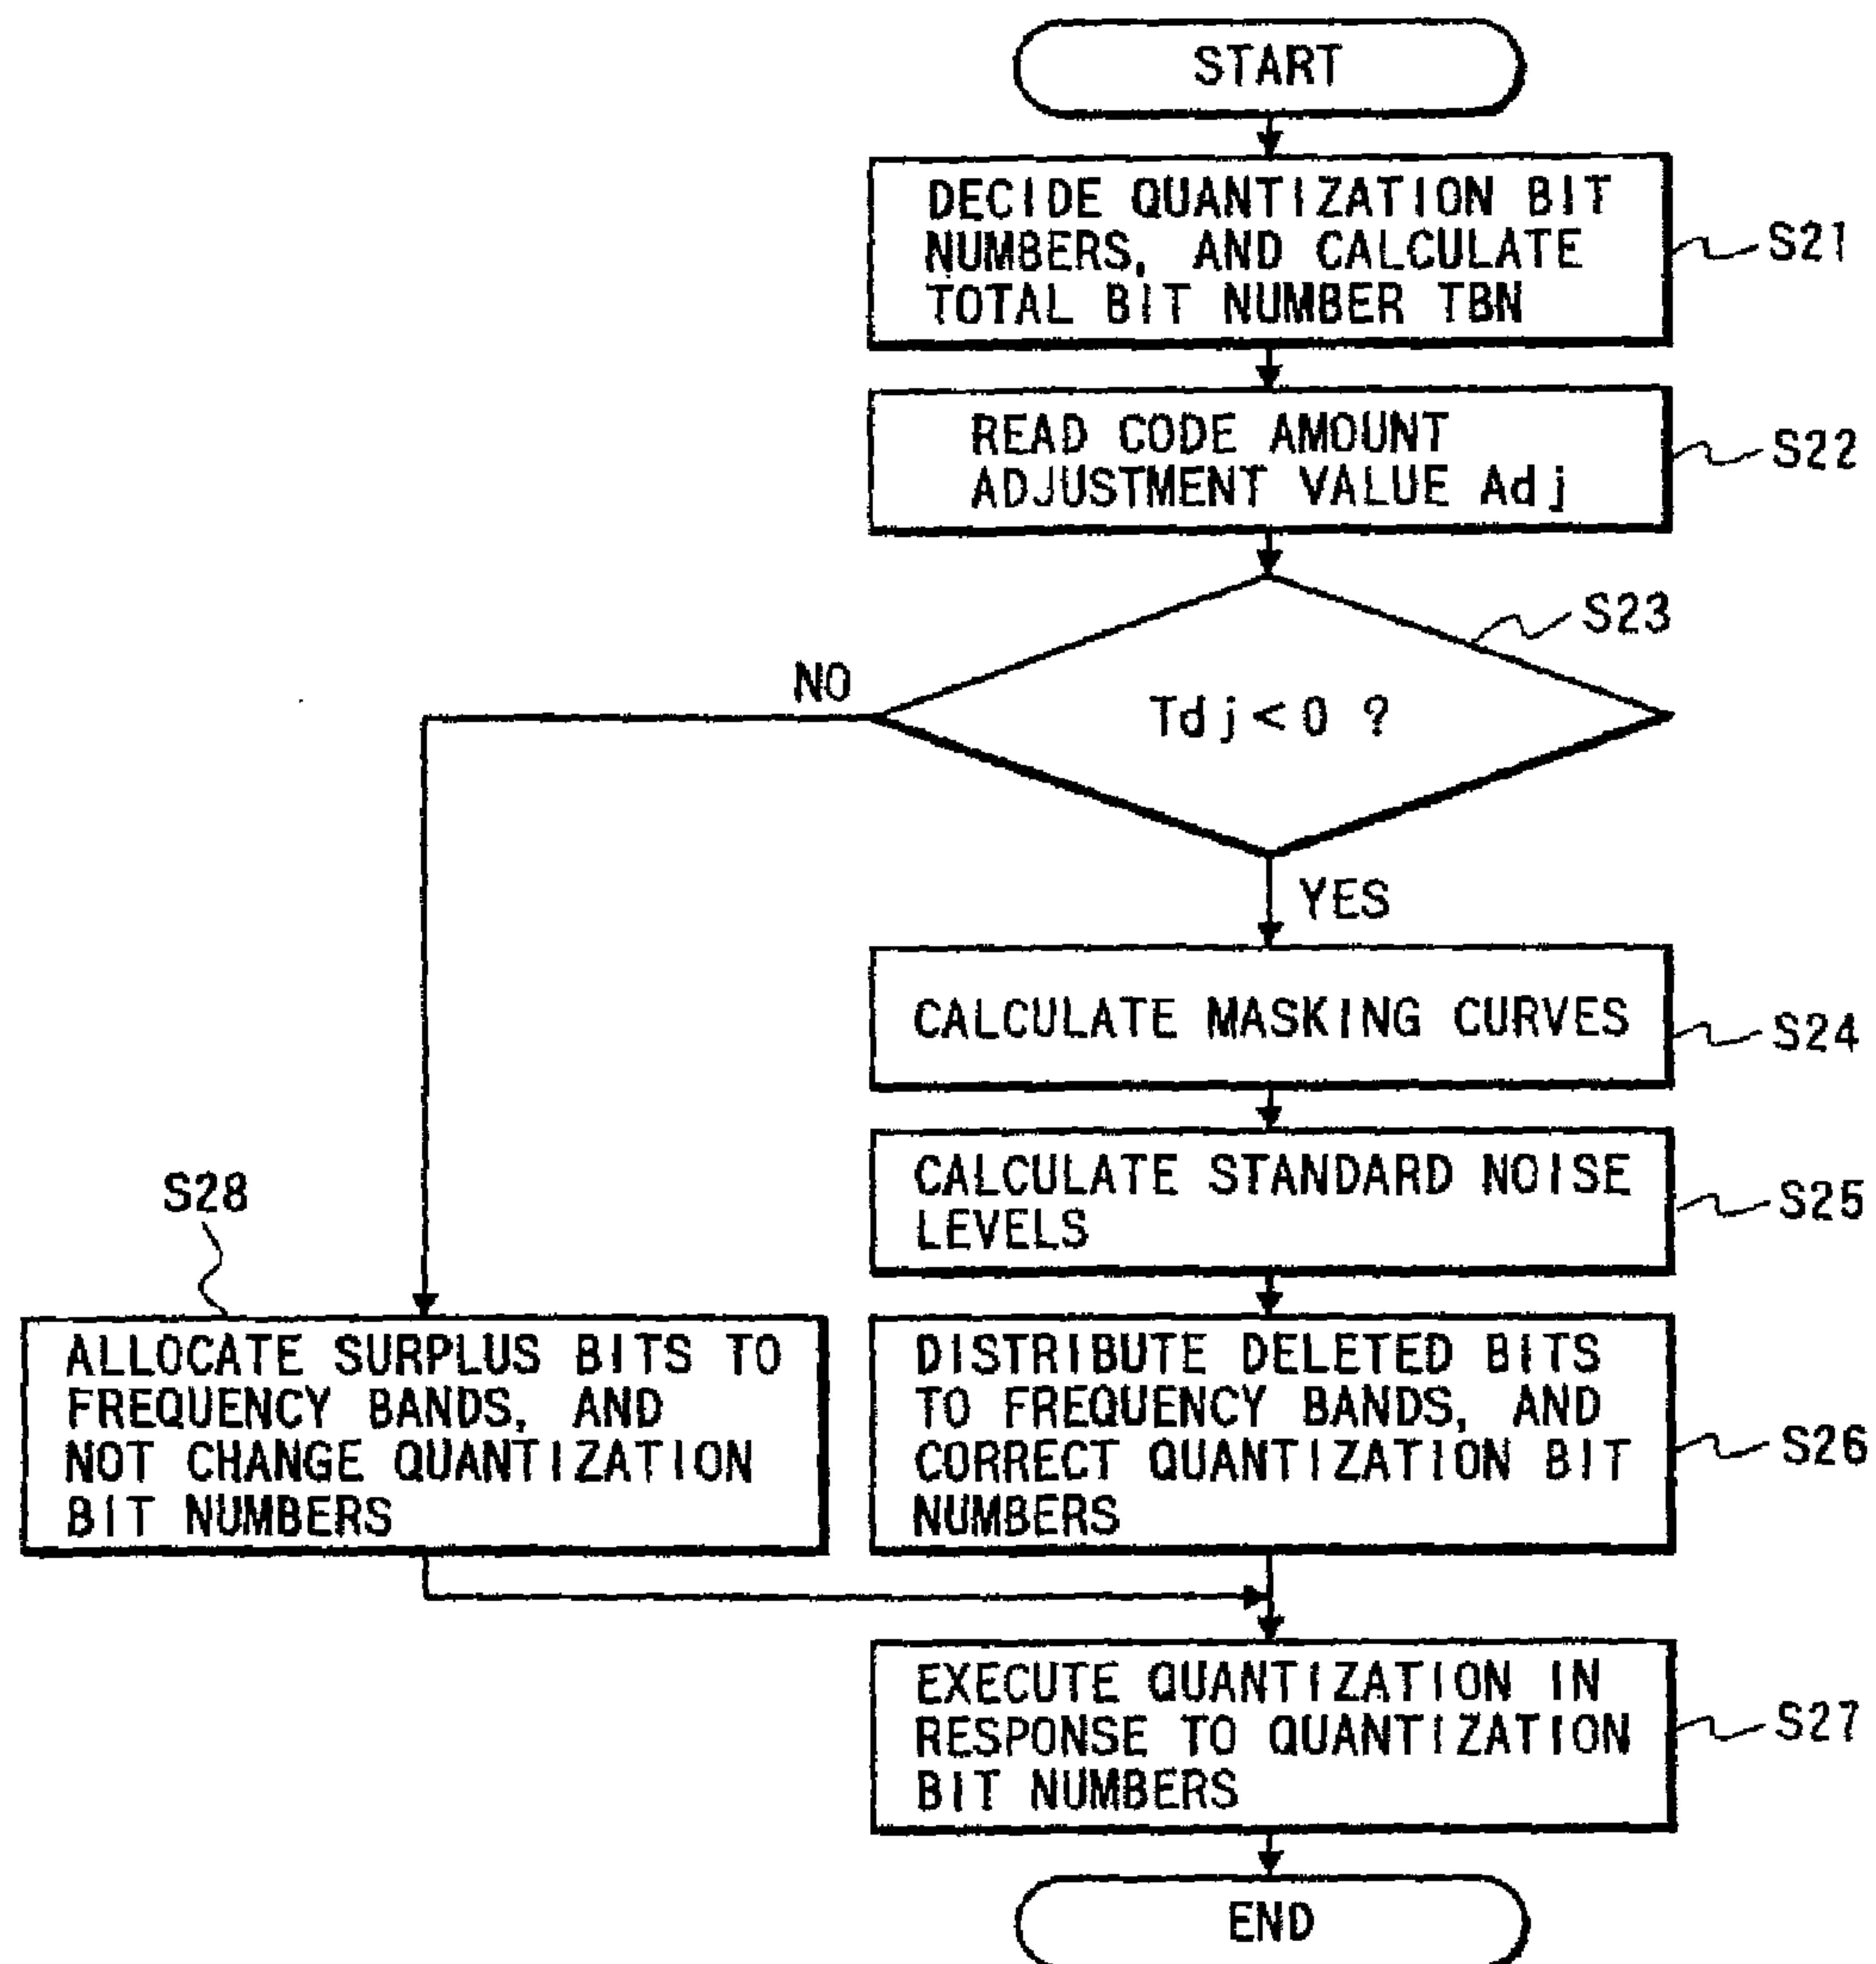 START
DECIDE QUANTIZATION BIT
NUMBERS, AND CALCULATE
TOTAL BIT NUMBER TBN
S21
READ CODE AMOUNT
ADJUSTMENT VALUE Adj
S22
S23
Tdj<0 ?
NO
YES
CALCULATE MASKING CURVES
S24
CALCULATE STANDARD NOISE
LEVELS
S25
S28
ALLOCATE SURPLUS BITS TO
FREQUENCY BANDS, AND
NOT CHANGE QUANTIZATION
BIT NUMBERS
DISTRIBUTE DELETED BITS
TO FREQUENCY BANDS, AND
CORRECT QUANTIZATION BIT
NUMBERS
S26
EXECUTE QUANTIZATION IN
RESPONSE TO QUANTIZATION
BIT NUMBERS
S27
END